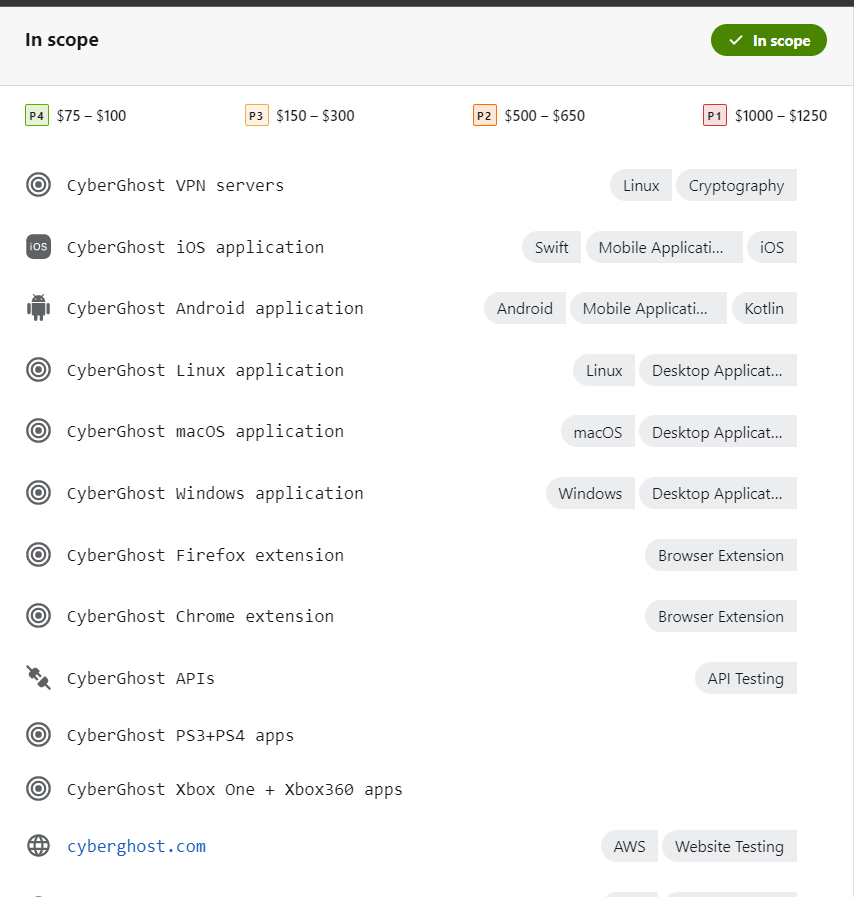 In scope
In scope
P4 $75 – $100 P3 $150 – $300 P2 $500 – $650 P1 $1000 – $1250
CyberGhost VPN servers Linux Cryptography
iOS CyberGhost iOS application Swift Mobile Applicati... iOS
CyberGhost Android application Android Mobile Applicati... Kotlin
CyberGhost Linux application Linux Desktop Applicat...
CyberGhost macOS application macOS Desktop Applicat...
CyberGhost Windows application Windows Desktop Applicat...
CyberGhost Firefox extension Browser Extension
CyberGhost Chrome extension Browser Extension
CyberGhost APIs API Testing
CyberGhost PS3+PS4 apps
CyberGhost Xbox One + Xbox360 apps
cyberghost.com AWS Website Testing